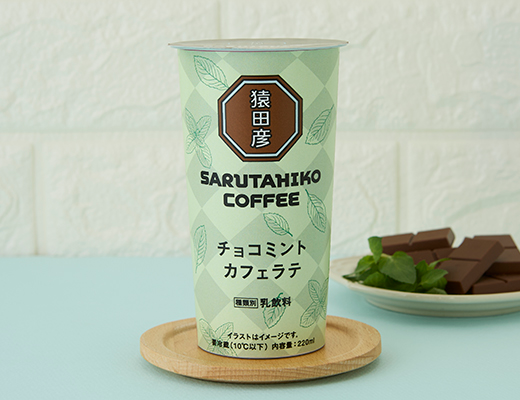 猿田彦
SARUTAHIKO
COFFEE
チョコミント
カフェラテ
種類別 乳飲料
イラストはイメージです。
要冷蔵(10℃以下) 内容量:220ml